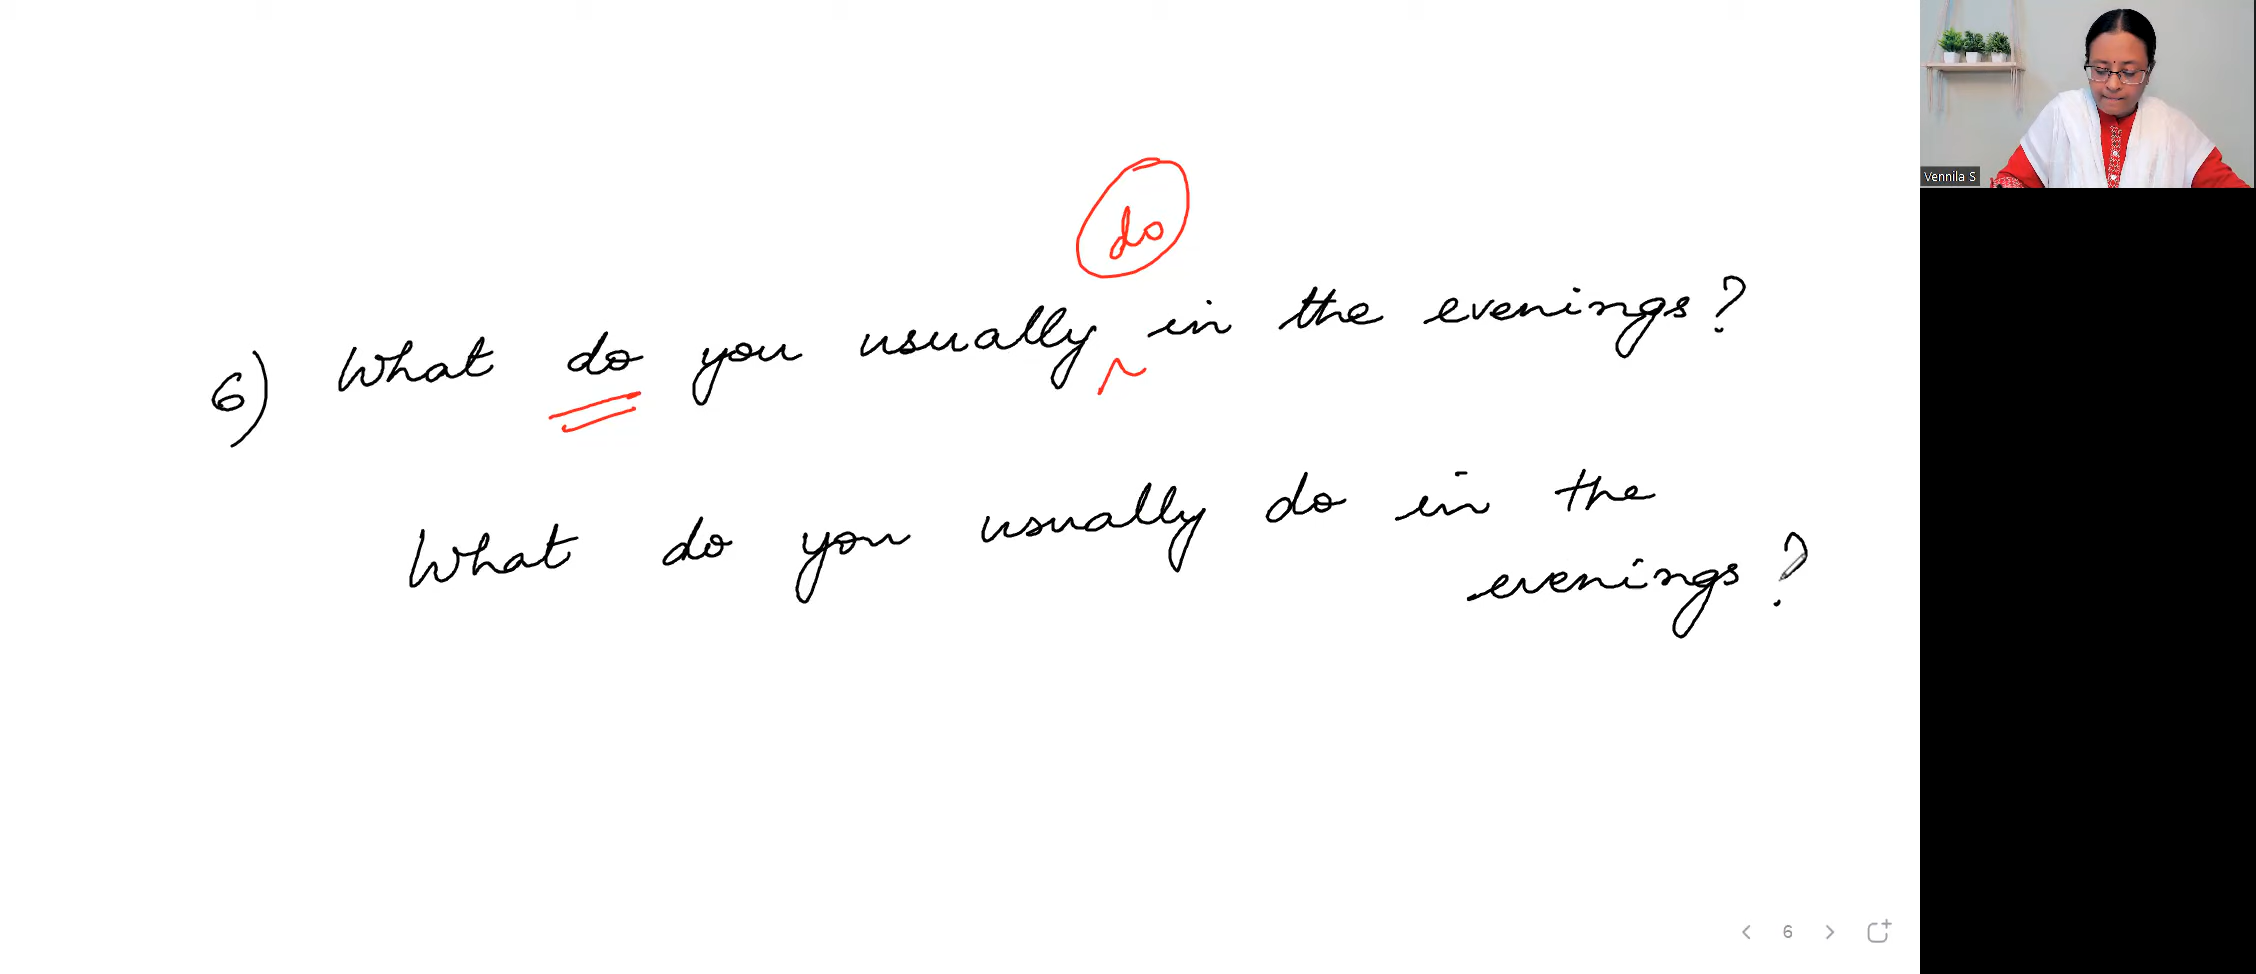 do
6) What do you usually in the evenings?
What do you usually do in the
evenings?
Vennila S
6